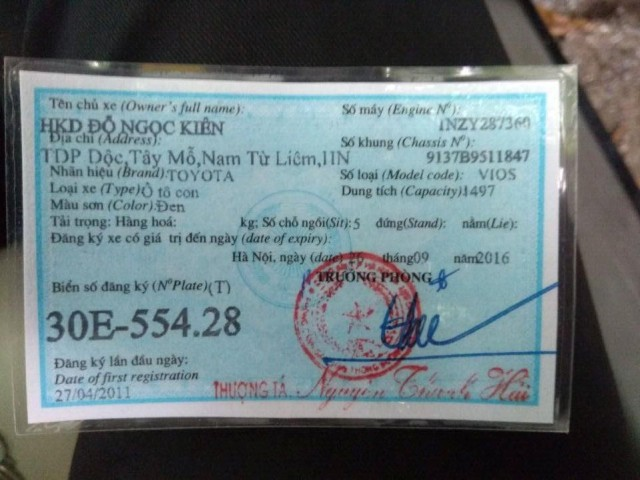 Tên chủ xe (Owner's full name):
HKD ĐỖ NGỌC KIÊN
Số máy (Engine Nº): 1NZY287360
Địa chỉ (Address):
TDP Dộc,Tây Mỗ,Nam Từ Liêm,HN
Số khung (Chassis Nº): 9137B9511847
Nhãn hiệu (Brand) TOYOTA
Số loại (Model code): VIOS
Loại xe (Type) Ô tô con
Dung tích (Capacity) 1497
Màu sơn (Color) Đen
Tải trọng: Hàng hoá: kg; Số chỗ ngồi(Sit): 5 đứng(Stand): nằm(Lie):
Đăng ký xe có giá trị đến ngày (date of expiry):
Hà Nội, ngày (date) tháng 09 năm 2016
TRƯỞNG PHÒNG
Biển số đăng ký (NºPlate) (T)
30E-554.28
Đăng ký lần đầu ngày:
Date of first registration
27/04/2011
THƯỢNG TÁ. Nguyễn Thanh Hải